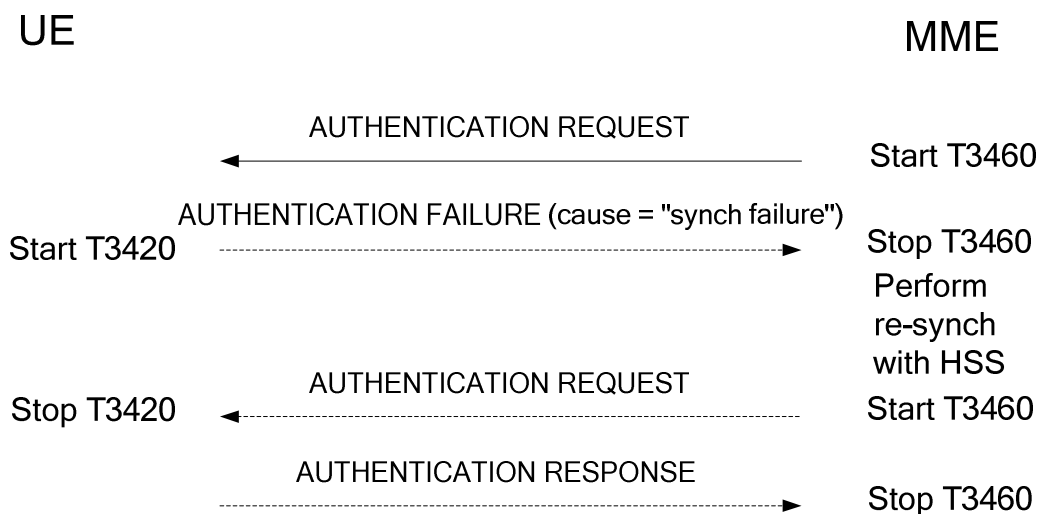 UE
MME
AUTHENTICATION REQUEST
Start T3460
AUTHENTICATION FAILURE (cause = "synch failure")
Start T3420
Stop T3460
Perform
re-synch
with HSS
AUTHENTICATION REQUEST
Stop T3420
Start T3460
AUTHENTICATION RESPONSE
Stop T3460